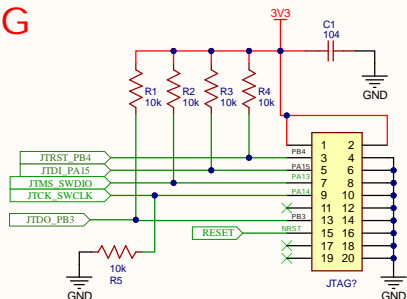 G
3V3
C1
104
GND
R1
10k
R2
10k
R3
10k
R4
10k
JTRST_PB4
JTDI_PA15
JTMS_SWDIO
JTCK_SWCLK
JTDO_PB3
RESET
PB4
PA15
PA13
PA14
PB3
NRST
1 2
3 4
5 6
7 8
9 10
11 12
13 14
15 16
17 18
19 20
10k
R5
GND
JTAG?
GND